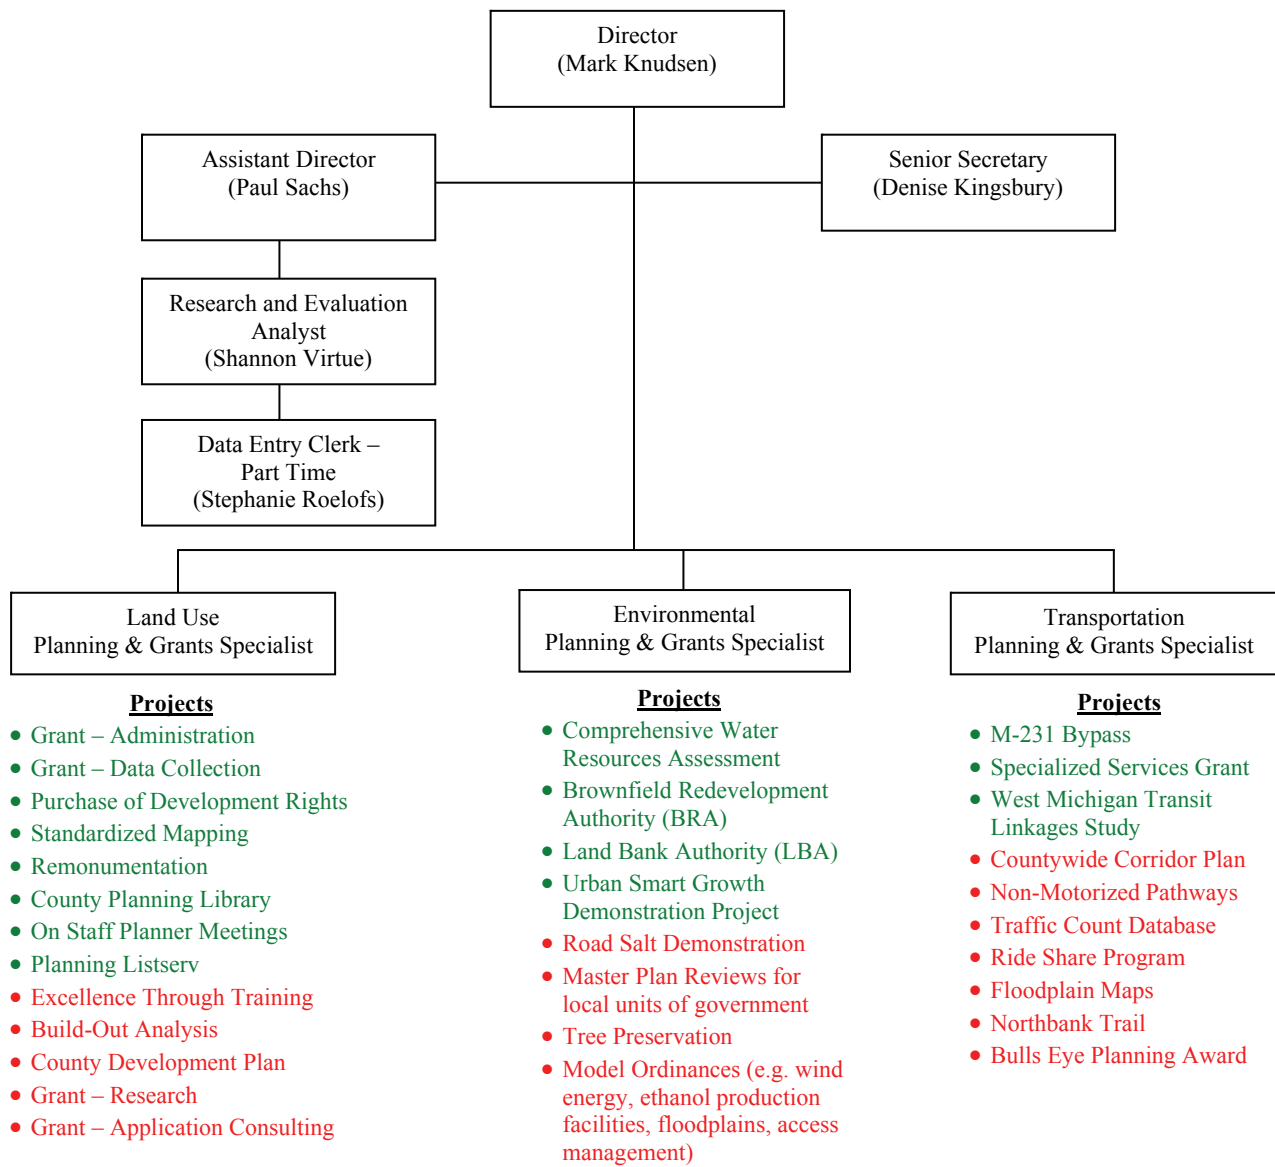 Director
(Mark Knudsen)
Assistant Director
(Paul Sachs)
Senior Secretary
(Denise Kingsbury)
Research and Evaluation
Analyst
(Shannon Virtue)
Data Entry Clerk –
Part Time
(Stephanie Roelofs)
Land Use
Planning & Grants Specialist
Projects
• Grant – Administration
• Grant – Data Collection
• Purchase of Development Rights
• Standardized Mapping
• Remonumentation
• County Planning Library
• On Staff Planner Meetings
• Planning Listserv
• Excellence Through Training
• Build-Out Analysis
• County Development Plan
• Grant – Research
• Grant – Application Consulting
Environmental
Planning & Grants Specialist
Projects
• Comprehensive Water
Resources Assessment
• Brownfield Redevelopment
Authority (BRA)
• Land Bank Authority (LBA)
• Urban Smart Growth
Demonstration Project
• Road Salt Demonstration
• Master Plan Reviews for
local units of government
• Tree Preservation
• Model Ordinances (e.g. wind
energy, ethanol production
facilities, floodplains, access
management)
Transportation
Planning & Grants Specialist
Projects
• M-231 Bypass
• Specialized Services Grant
• West Michigan Transit
Linkages Study
• Countywide Corridor Plan
• Non-Motorized Pathways
• Traffic Count Database
• Ride Share Program
• Floodplain Maps
• Northbank Trail
• Bulls Eye Planning Award